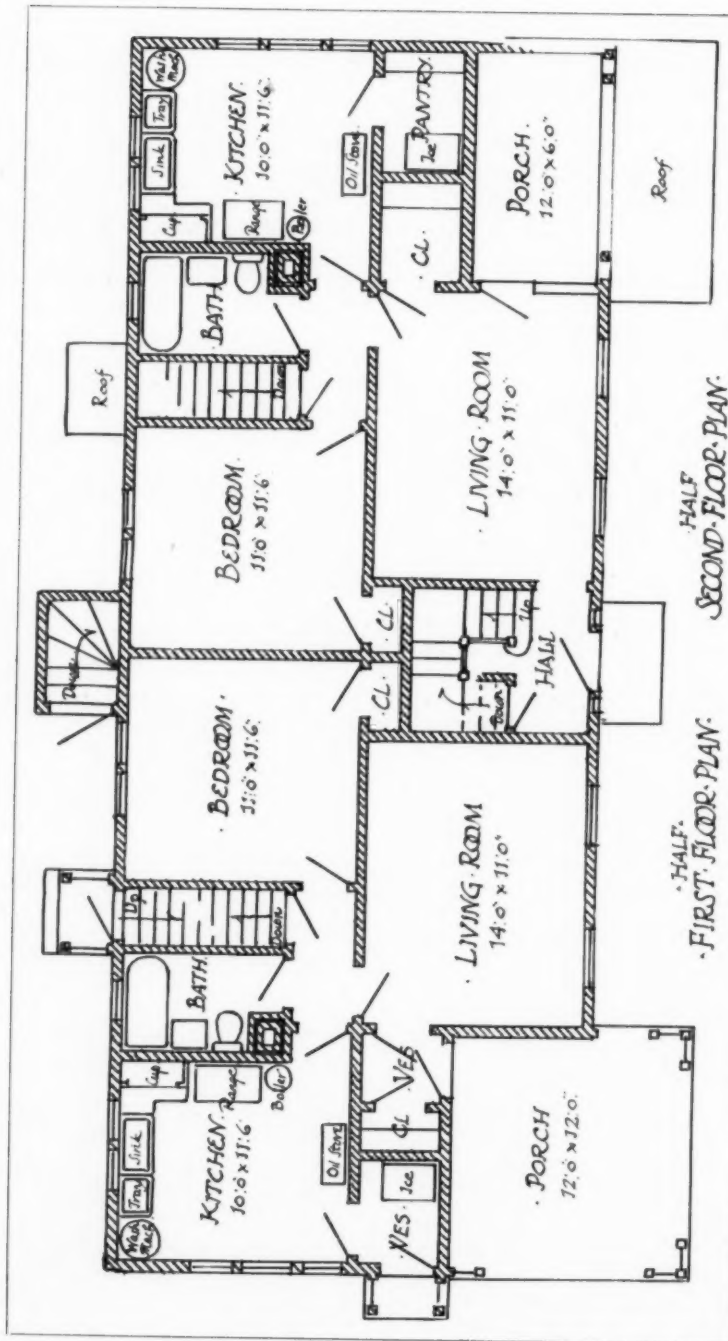 Wash Mach
Tray
Sink
Cup
KITCHEN.
10'0" x 11'6"
Range
Boiler
Oil Stove
·BATH
Up
Down
·BEDROOM·
11'0" x 11'6"
CL
·VES·
Ice
CL
VES
·PORCH
12'0" x 12'0"
·LIVING·ROOM
14'0" x 11'0"
HALL
Down
Up
Down
·BEDROOM·
11'0" x 11'6"
CL
Down
Roof
·BATH
Cup
Sink
Tray
Wash Mach
·KITCHEN·
10'0" x 11'6"
Range
Boiler
Oil Stove
·CL·
Ice
PANTRY
·LIVING·ROOM
14'0" x 11'0"
PORCH·
12'0" x 6'0"
Roof
·HALF·
·FIRST·FLOOR·PLAN·
·HALF
SECOND·FLOOR·PLAN·